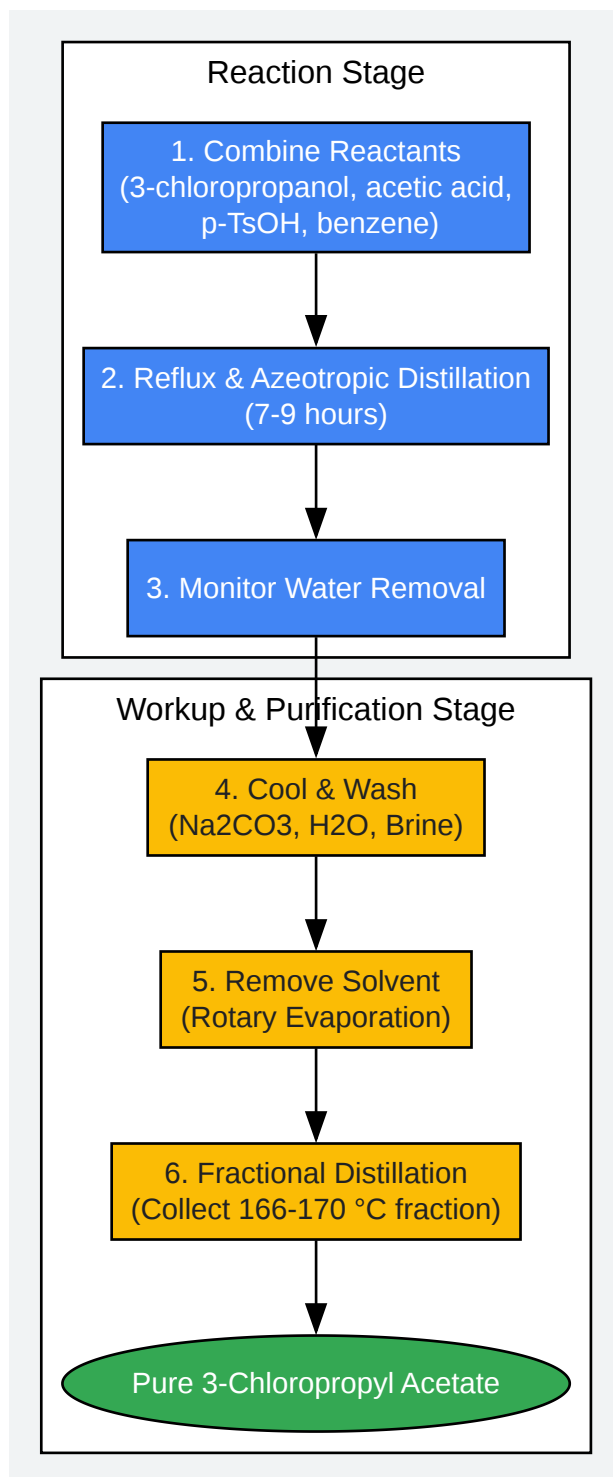 Reaction Stage
1. Combine Reactants
(3-chloropropanol, acetic acid,
p-TsOH, benzene)
2. Reflux & Azeotropic Distillation
(7-9 hours)
3. Monitor Water Removal
Workup & Purification Stage
4. Cool & Wash
(Na2CO3, H2O, Brine)
5. Remove Solvent
(Rotary Evaporation)
6. Fractional Distillation
(Collect 166-170 °C fraction)
Pure 3-Chloropropyl Acetate